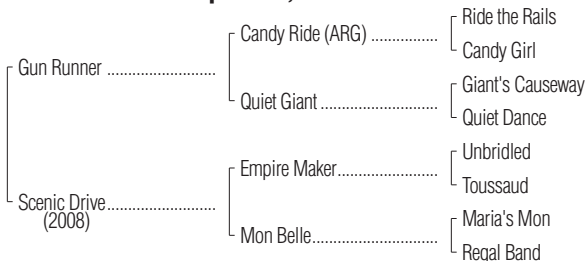 Ride the Rails
Candy Ride (ARG) ................
Candy Girl
Gun Runner ..........................
Giant's Causeway
Quiet Giant............................
Quiet Dance
Unbridled
Empire Maker........................
Toussaud
Scenic Drive..........................
(2008)
Maria's Mon
Mon Belle..............................
Regal Band